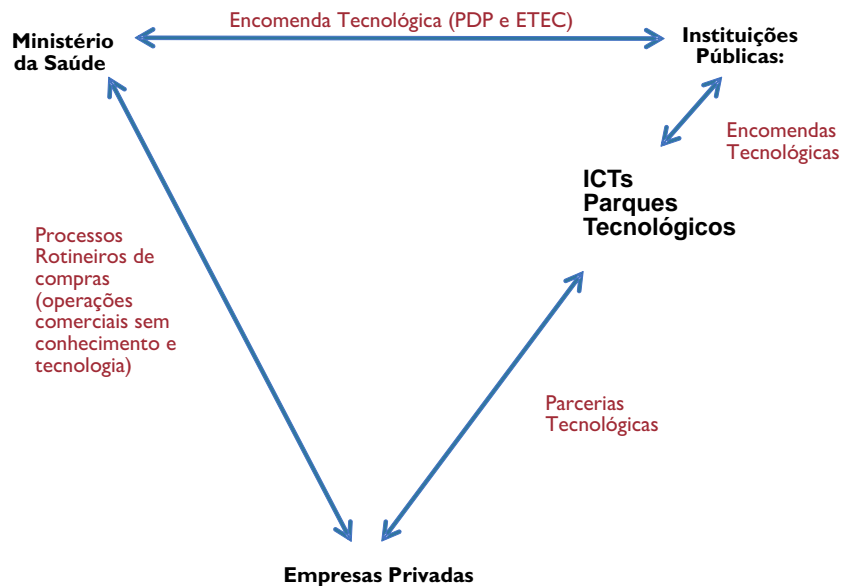 Encomenda Tecnológica (PDP e ETEC)
Ministério
da Saúde
Instituições
Públicas:
Encomendas
Tecnológicas
ICTs
Parques
Tecnológicos
Processos
Rotineiros de
compras
(operações
comerciais sem
conhecimento e
tecnologia)
Parcerias
Tecnológicas
Empresas Privadas